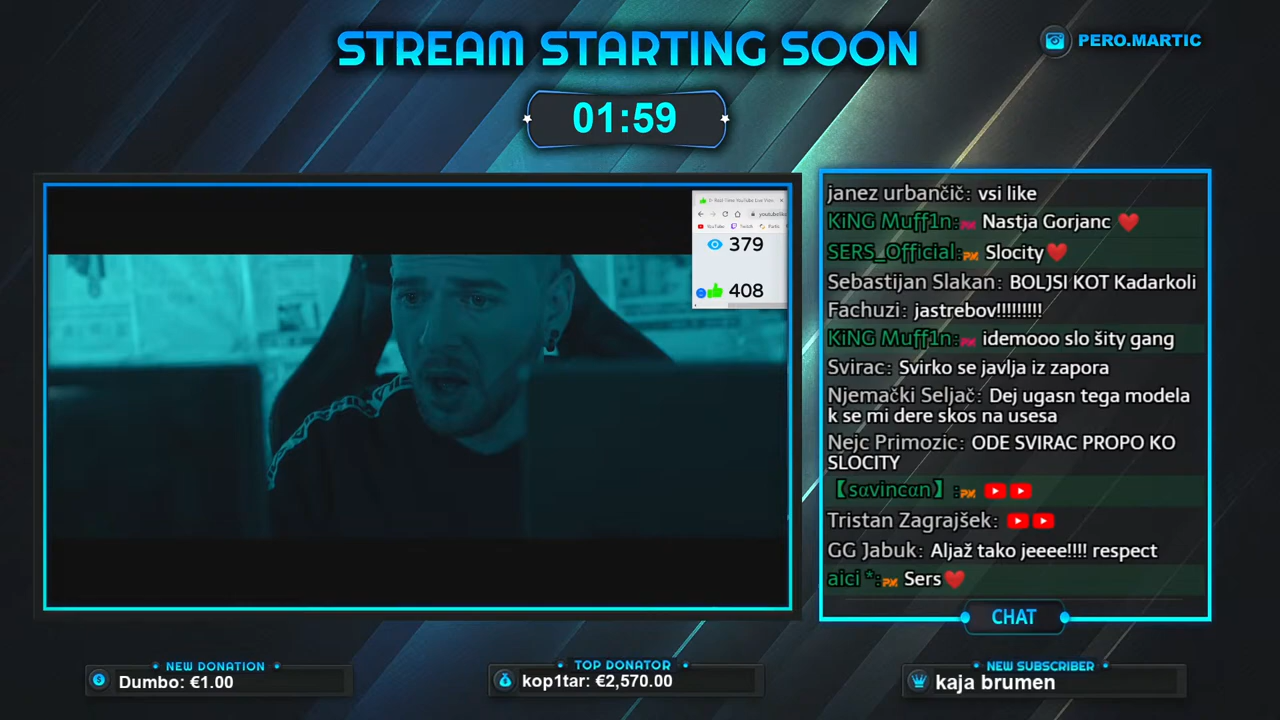 STREAM STARTING SOON
PERO.MARTIC
01:59
379
408
janez urbančič: vsi like
KiNG Muff1n: Nastja Gorjanc ❤️
SERS_Official: Slocity❤️
Sebastijan Slakan: BOLJSI KOT Kadarkoli
Fachuzi: jastrebov!!!!!!!!!
KiNG Muff1n: idemooo slo šity gang
Svirac: Svirko se javlja iz zapora
Njemački Seljač: Dej ugasn tega modela
k se mi dere skos na usesa
Nejc Primozic: ODE SVIRAC PROPO KO
SLOCITY
【sαvincαn】:
Tristan Zagrajšek:
GG Jabuk: Aljaž tako jeeee!!!! respect
aici *: Sers❤️
CHAT
NEW DONATION
Dumbo: €1.00
TOP DONATOR
kop1tar: €2,570.00
NEW SUBSCRIBER
kaja brumen